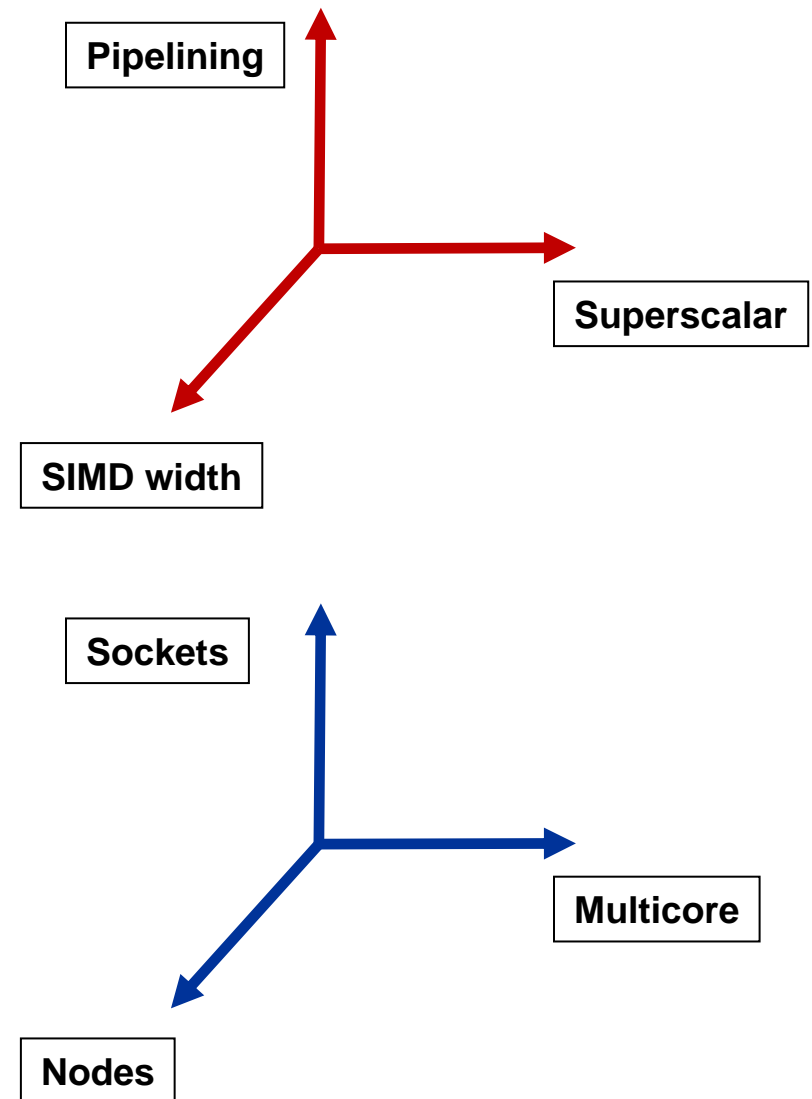 Pipelining
Superscalar
SIMD width
Sockets
Multicore
Nodes